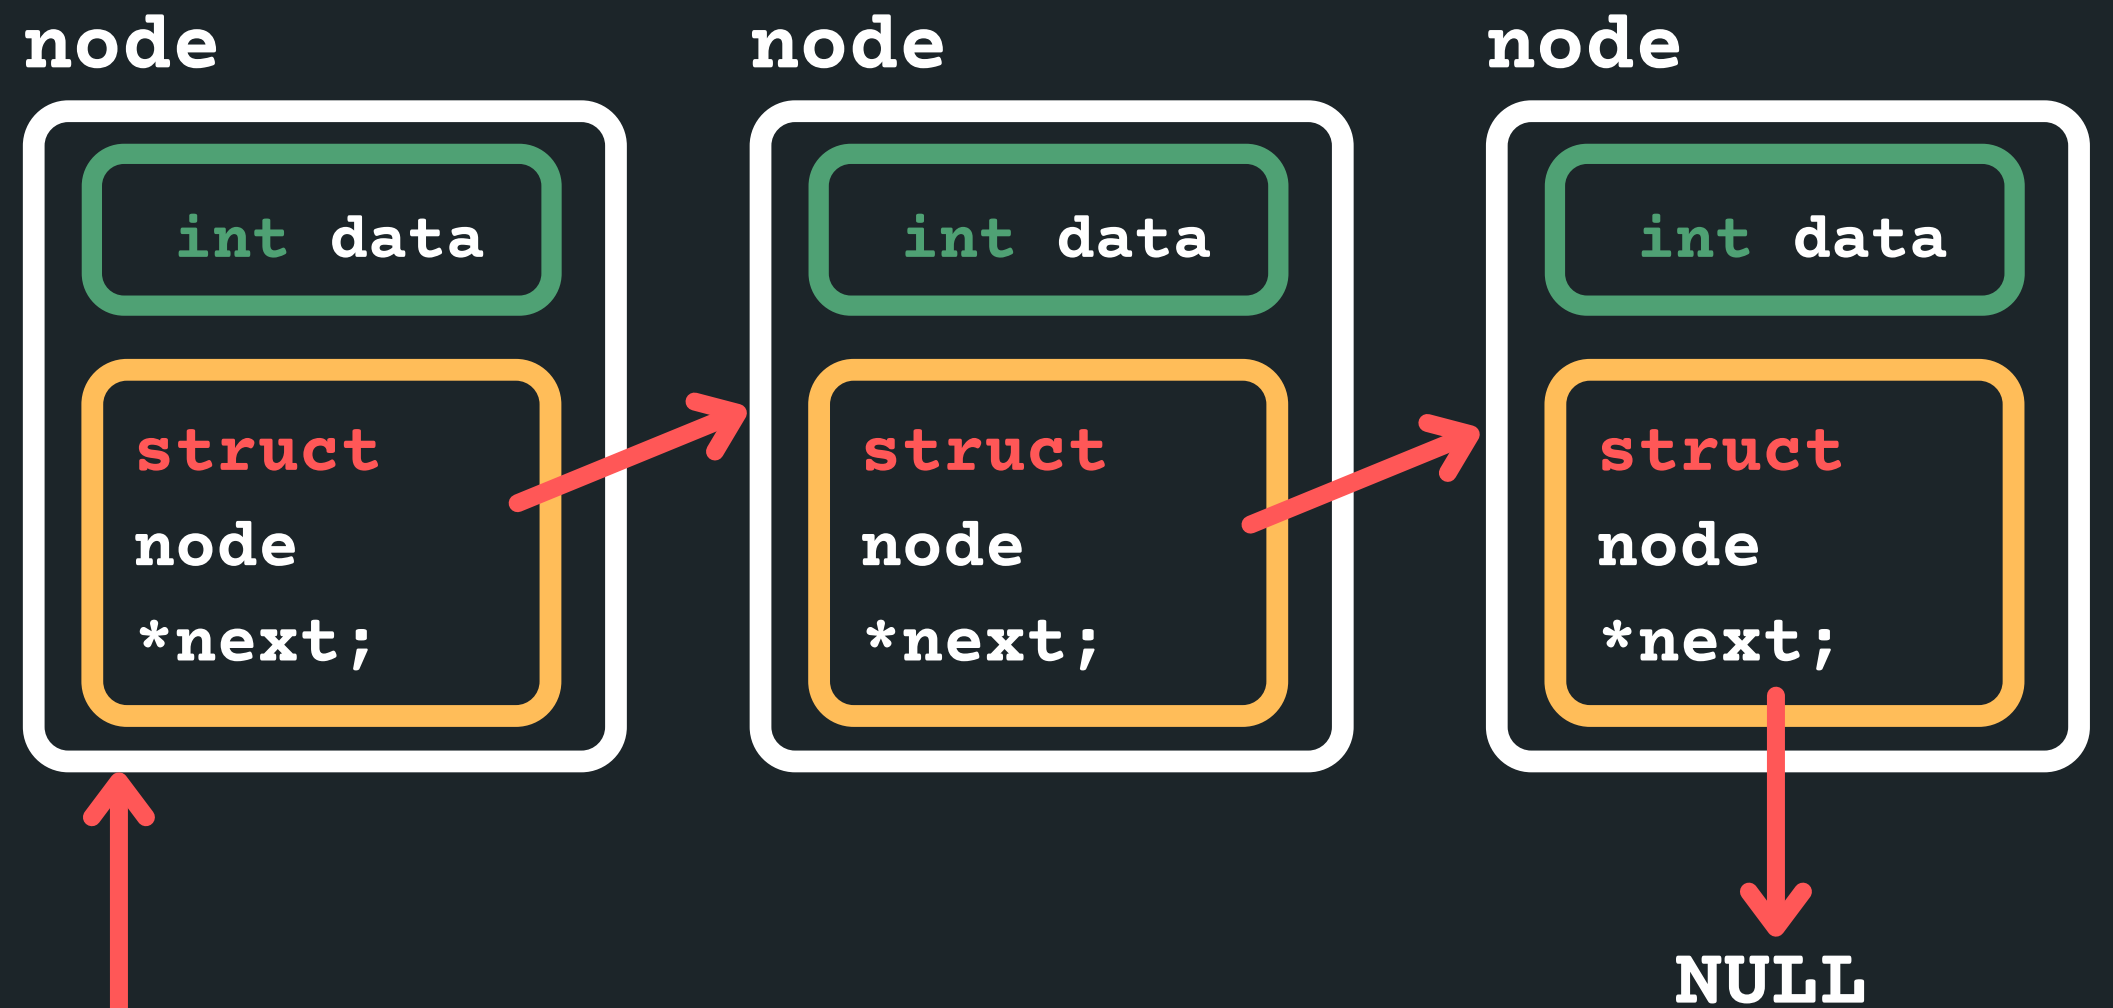 node
int data
struct
node
*next;
node
int data
struct
node
*next;
node
int data
struct
node
*next;
NULL